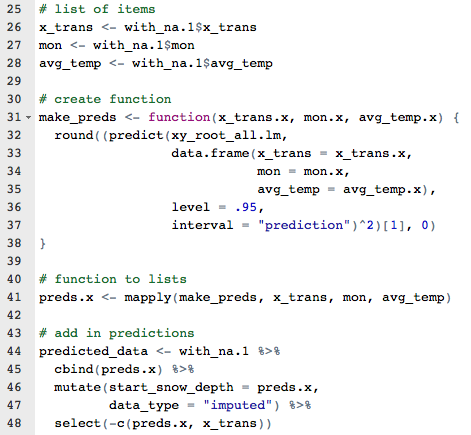 25 # list of items
26 x_trans <- with_na.1$x_trans
27 mon <- with_na.1$mon
28 avg_temp <- with_na.1$avg_temp
29
30 # create function
31 make_preds <- function(x_trans.x, mon.x, avg_temp.x) {
32   round((predict(xy_root_all.lm,
33                  data.frame(x_trans = x_trans.x,
34                             mon = mon.x,
35                             avg_temp = avg_temp.x),
36                  level = .95,
37                  interval = "prediction")^2)[1], 0)
38 }
39
40 # function to lists
41 preds.x <- mapply(make_preds, x_trans, mon, avg_temp)
42
43 # add in predictions
44 predicted_data <- with_na.1 %>%
45   cbind(preds.x) %>%
46   mutate(start_snow_depth = preds.x,
47          data_type = "imputed") %>%
48   select(-c(preds.x, x_trans))